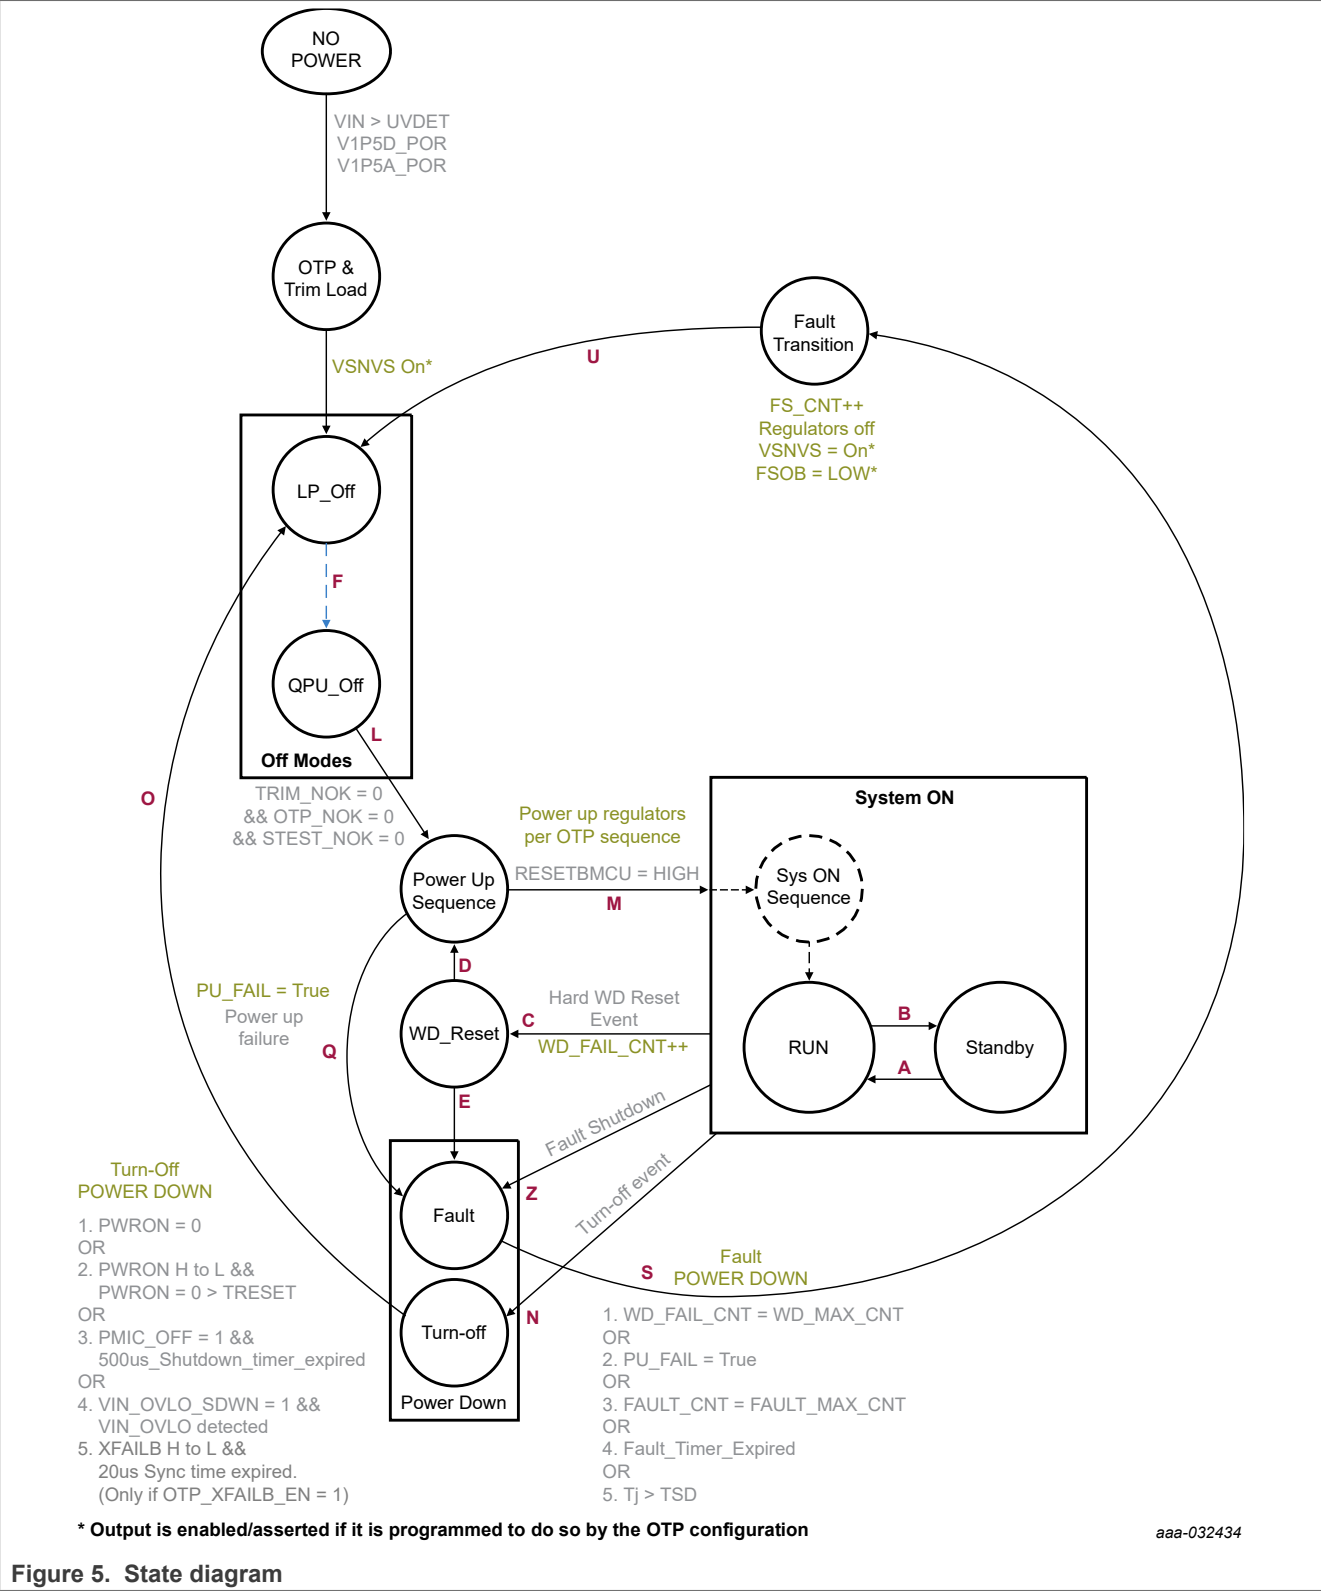 NO
POWER
VIN > UVDET
V1P5D_POR
V1P5A_POR
OTP &
Trim Load
VSNVS On*
Fault
Transition
U
FS_CNT++
Regulators off
VSNVS = On*
FSOB = LOW*
LP_Off
F
QPU_Off
L
Off Modes
O
TRIM_NOK = 0
&& OTP_NOK = 0
&& STEST_NOK = 0
Power up regulators
per OTP sequence
RESETBMCU = HIGH
M
System ON
Sys ON
Sequence
Power Up
Sequence
D
PU_FAIL = True
Power up
failure
Q
WD_Reset
C
Hard WD Reset
Event
WD_FAIL_CNT++
RUN
B
A
Standby
E
Fault Shutdown
Z
Turn-off event
N
Fault
Turn-off
Power Down
S
Fault
POWER DOWN
1. WD_FAIL_CNT = WD_MAX_CNT
OR
2. PU_FAIL = True
OR
3. FAULT_CNT = FAULT_MAX_CNT
OR
4. Fault_Timer_Expired
OR
5. Tj > TSD
Turn-Off
POWER DOWN
1. PWRON = 0
OR
2. PWRON H to L &&
PWRON = 0 > TRESET
OR
3. PMIC_OFF = 1 &&
500us_Shutdown_timer_expired
OR
4. VIN_OVLO_SDWN = 1 &&
VIN_OVLO detected
5. XFAILB H to L &&
20us Sync time expired.
(Only if OTP_XFAILB_EN = 1)
* Output is enabled/asserted if it is programmed to do so by the OTP configuration
aaa-032434
Figure 5. State diagram